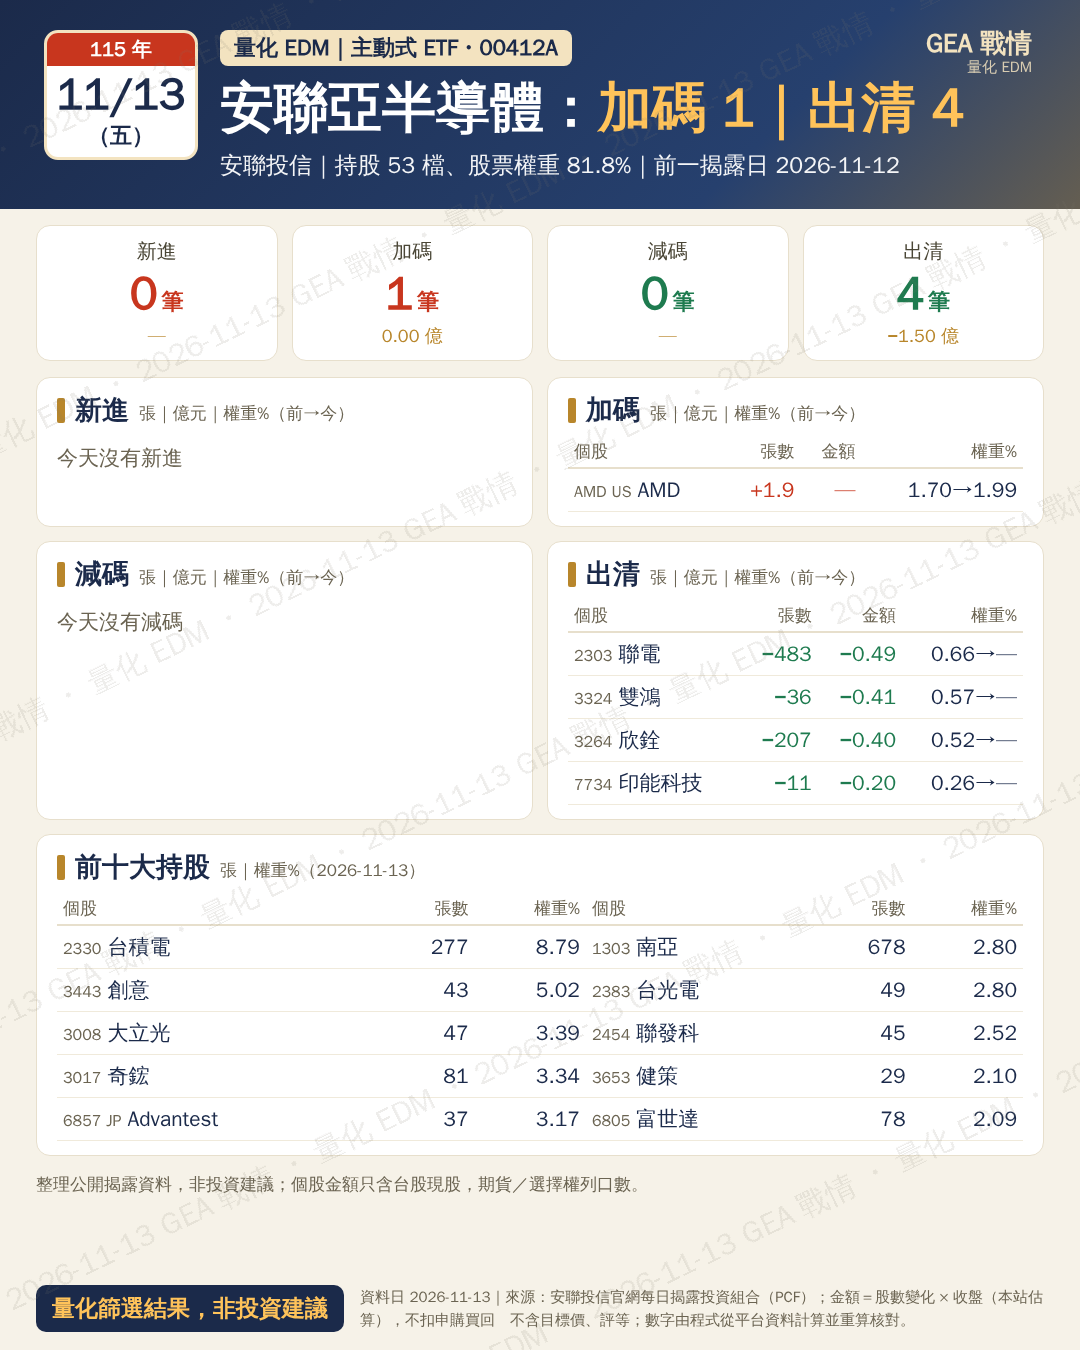 115 年
11/13
（五）
量化 EDM｜主動式 ETF・00412A
安聯亞半導體：加碼 1｜出清 4
安聯投信｜持股 53 檔、股票權重 81.8%｜前一揭露日 2026-11-12
GEA 戰情
量化 EDM
新進
0 筆
—
加碼
1 筆
0.00 億
減碼
0 筆
—
出清
4 筆
−1.50 億
新進 張｜億元｜權重%（前→今）
今天沒有新進
加碼 張｜億元｜權重%（前→今）
個股 張數 金額 權重%
AMD US AMD +1.9 — 1.70→1.99
減碼 張｜億元｜權重%（前→今）
今天沒有減碼
出清 張｜億元｜權重%（前→今）
個股 張數 金額 權重%
2303 聯電 −483 −0.49 0.66→—
3324 雙鴻 −36 −0.41 0.57→—
3264 欣銓 −207 −0.40 0.52→—
7734 印能科技 −11 −0.20 0.26→—
前十大持股 張｜權重%（2026-11-13）
個股 張數 權重% 個股 張數 權重%
2330 台積電 277 8.79 1303 南亞 678 2.80
3443 創意 43 5.02 2383 台光電 49 2.80
3008 大立光 47 3.39 2454 聯發科 45 2.52
3017 奇鋐 81 3.34 3653 健策 29 2.10
6857 JP Advantest 37 3.17 6805 富世達 78 2.09
整理公開揭露資料，非投資建議；個股金額只含台股現股，期貨／選擇權列口數。
量化篩選結果，非投資建議
資料日 2026-11-13｜來源：安聯投信官網每日揭露投資組合（PCF）；金額＝股數變化 × 收盤（本站估
算），不扣申購買回　不含目標價、評等；數字由程式從平台資料計算並重算核對。